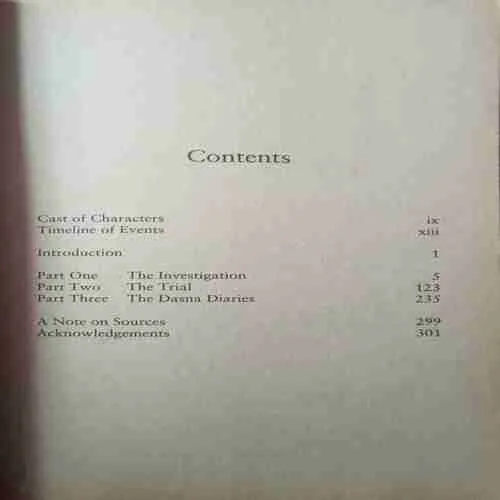 Contents
Cast of Characters ix
Timeline of Events xiii
Introduction 1
Part One The Investigation 5
Part Two The Trial 123
Part Three The Dasna Diaries 235
A Note on Sources 299
Acknowledgements 301